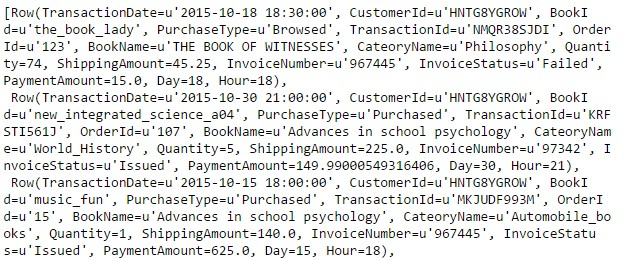 [Row(TransactionDate=u'2015-10-18 18:30:00', CustomerId=u'HNTG8YGROW', BookI
d=u'the_book_lady', PurchaseType=u'Browsed', TransactionId=u'NMQR38SJDI', Order
Id=u'123', BookName=u'THE BOOK OF WITNESSES', CateoryName=u'Philosophy', Quanti
ty=74, ShippingAmount=45.25, InvoiceNumber=u'967445', InvoiceStatus=u'Failed',
PaymentAmount=15.0, Day=18, Hour=18),
Row(TransactionDate=u'2015-10-30 21:00:00', CustomerId=u'HNTG8YGROW', BookI
d=u'new_integrated_science_a04', PurchaseType=u'Purchased', TransactionId=u'KRF
STI561J', OrderId=u'107', BookName=u'Advances in school psychology', CateoryNam
e=u'World_History', Quantity=5, ShippingAmount=225.0, InvoiceNumber=u'97342', I
nvoiceStatus=u'Issued', PaymentAmount=149.99000549316406, Day=30, Hour=21),
Row(TransactionDate=u'2015-10-15 18:00:00', CustomerId=u'HNTG8YGROW', BookI
d=u'music_fun', PurchaseType=u'Purchased', TransactionId=u'MKJUDF993M', OrderI
d=u'15', BookName=u'Advances in school psychology', CateoryName=u'Automobile_bo
oks', Quantity=1, ShippingAmount=140.0, InvoiceNumber=u'967445', InvoiceStatu
s=u'Issued', PaymentAmount=625.0, Day=15, Hour=18),